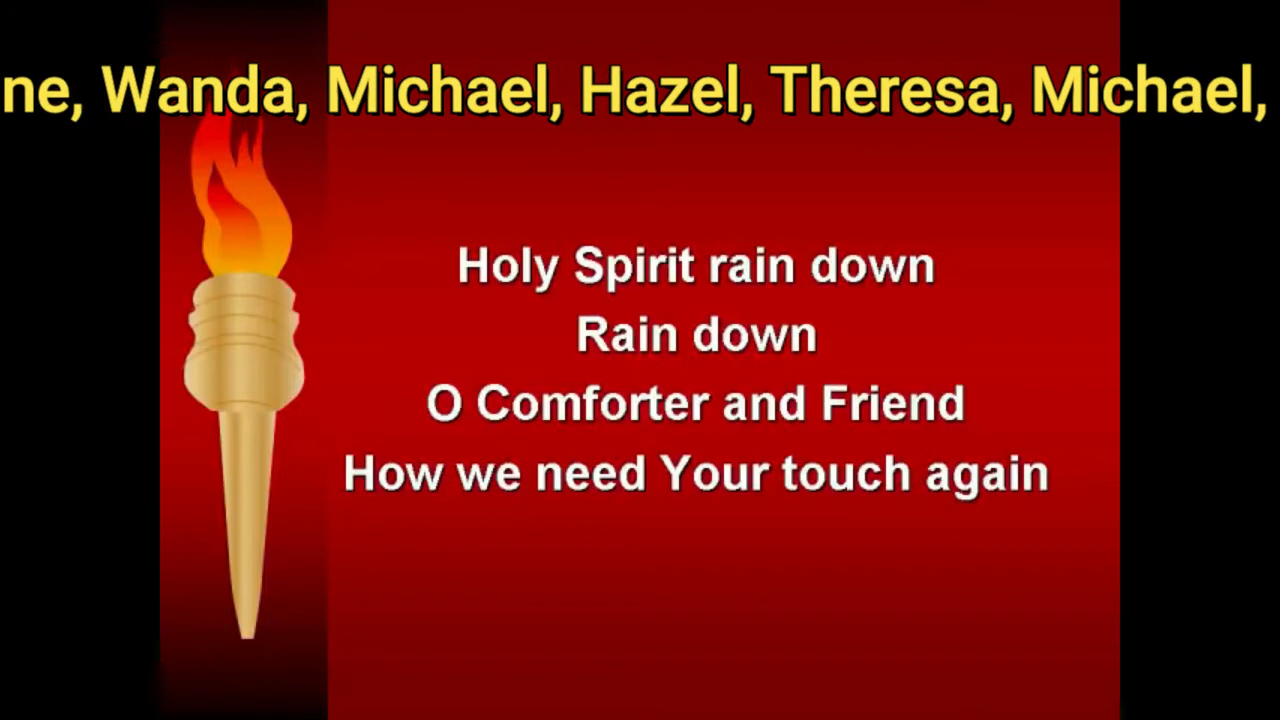 Wanda, Michael, Hazel, Theresa, Michael,
Holy Spirit rain down
Rain down
O Comforter and Friend
How we need Your touch again